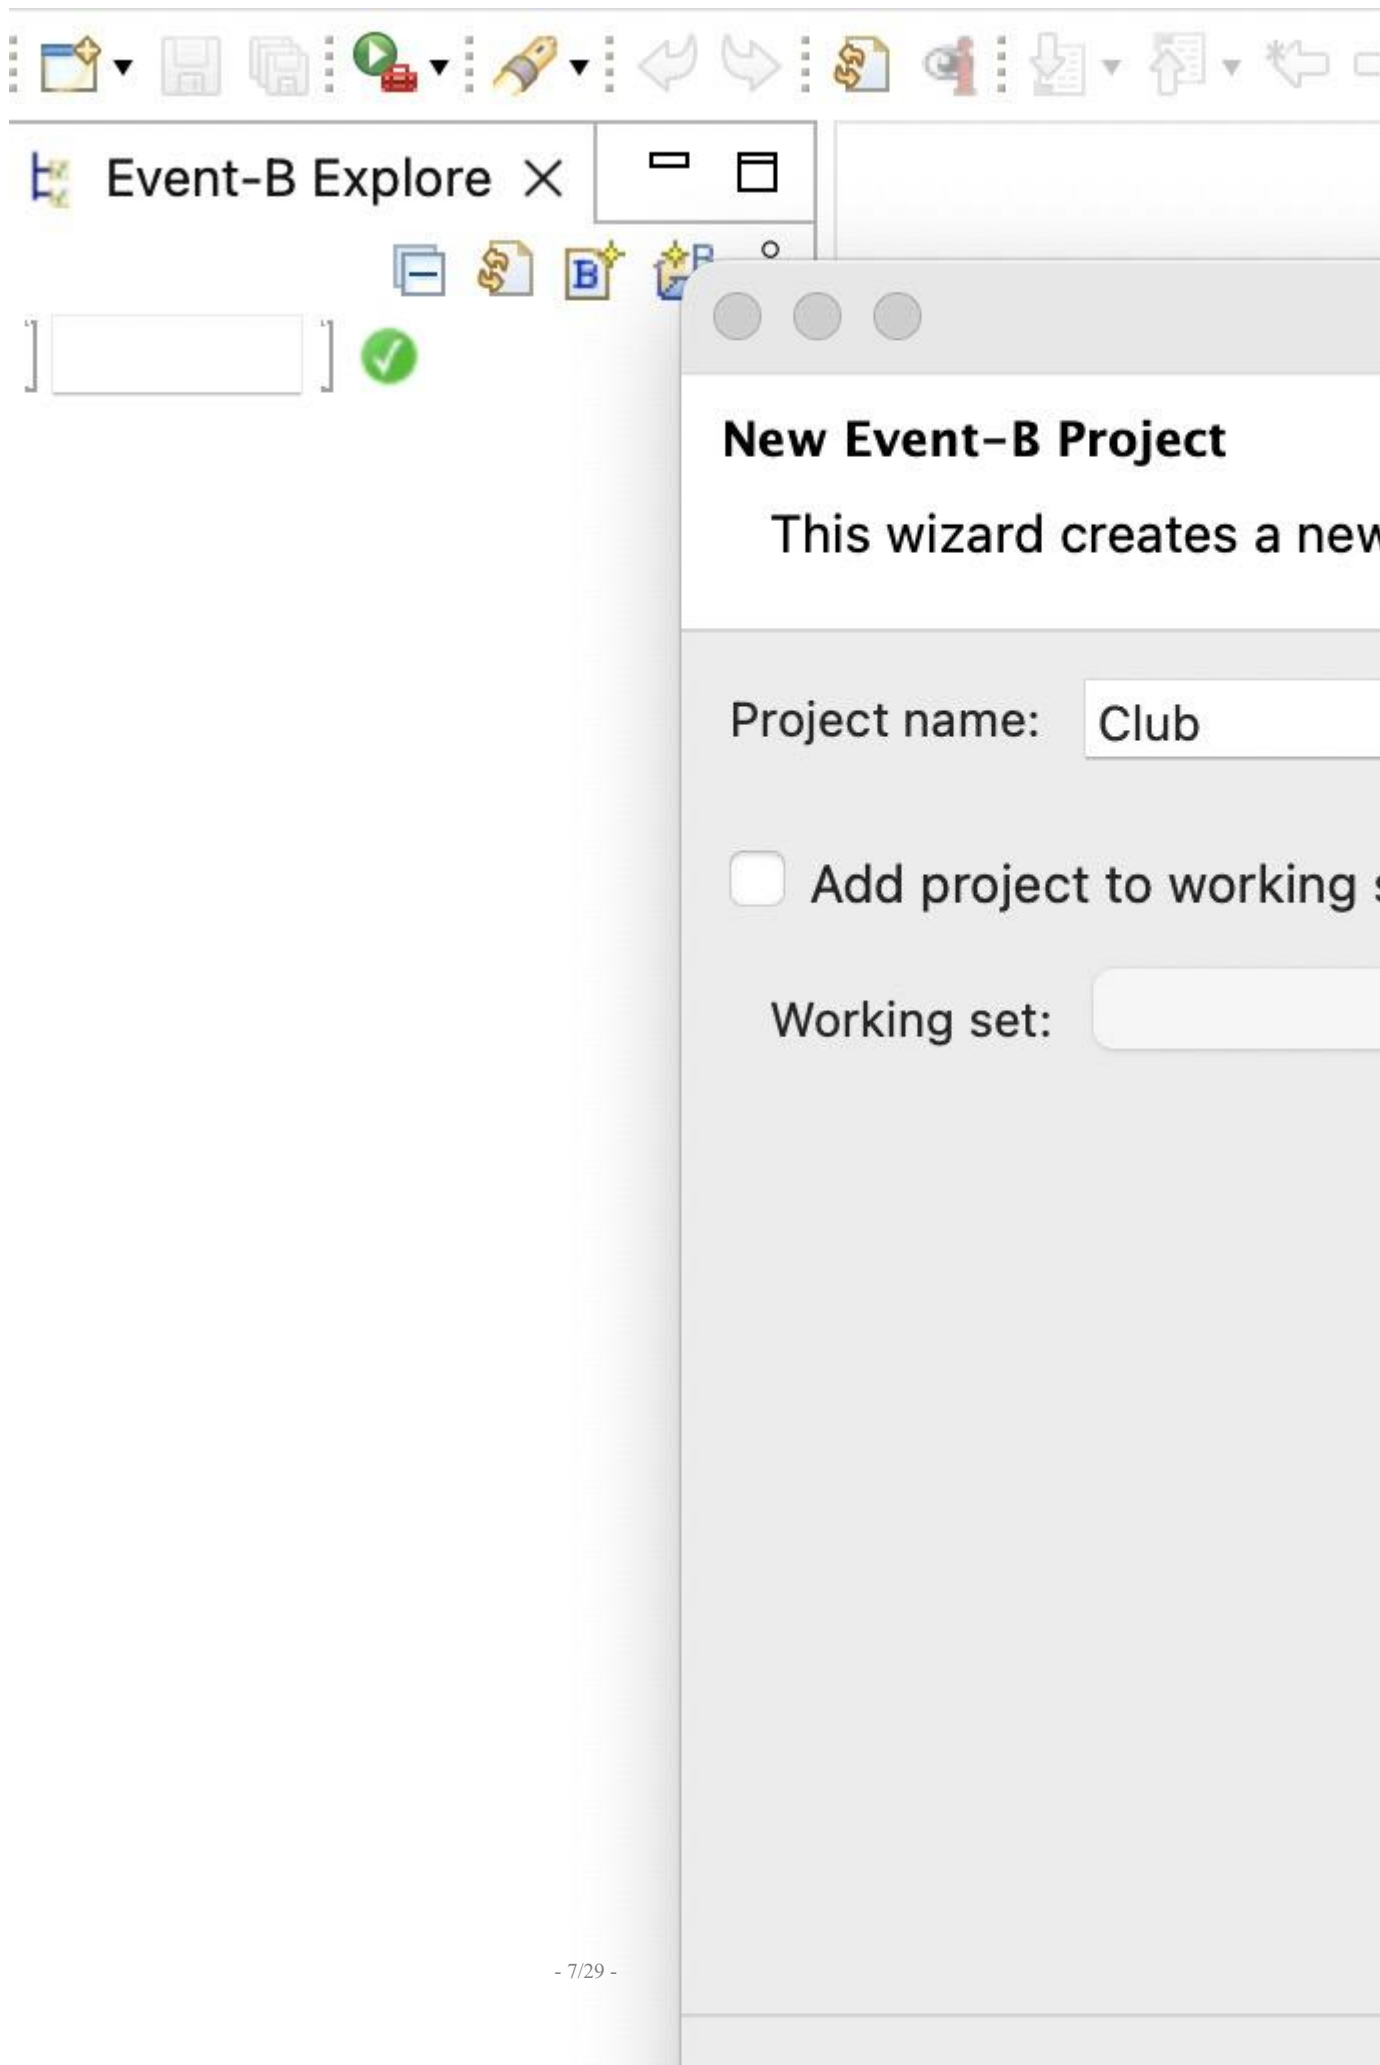 Event-B Explore
New Event-B Project
This wizard creates a new
Project name: Club
Add project to working
Working set:
- 7/29 -